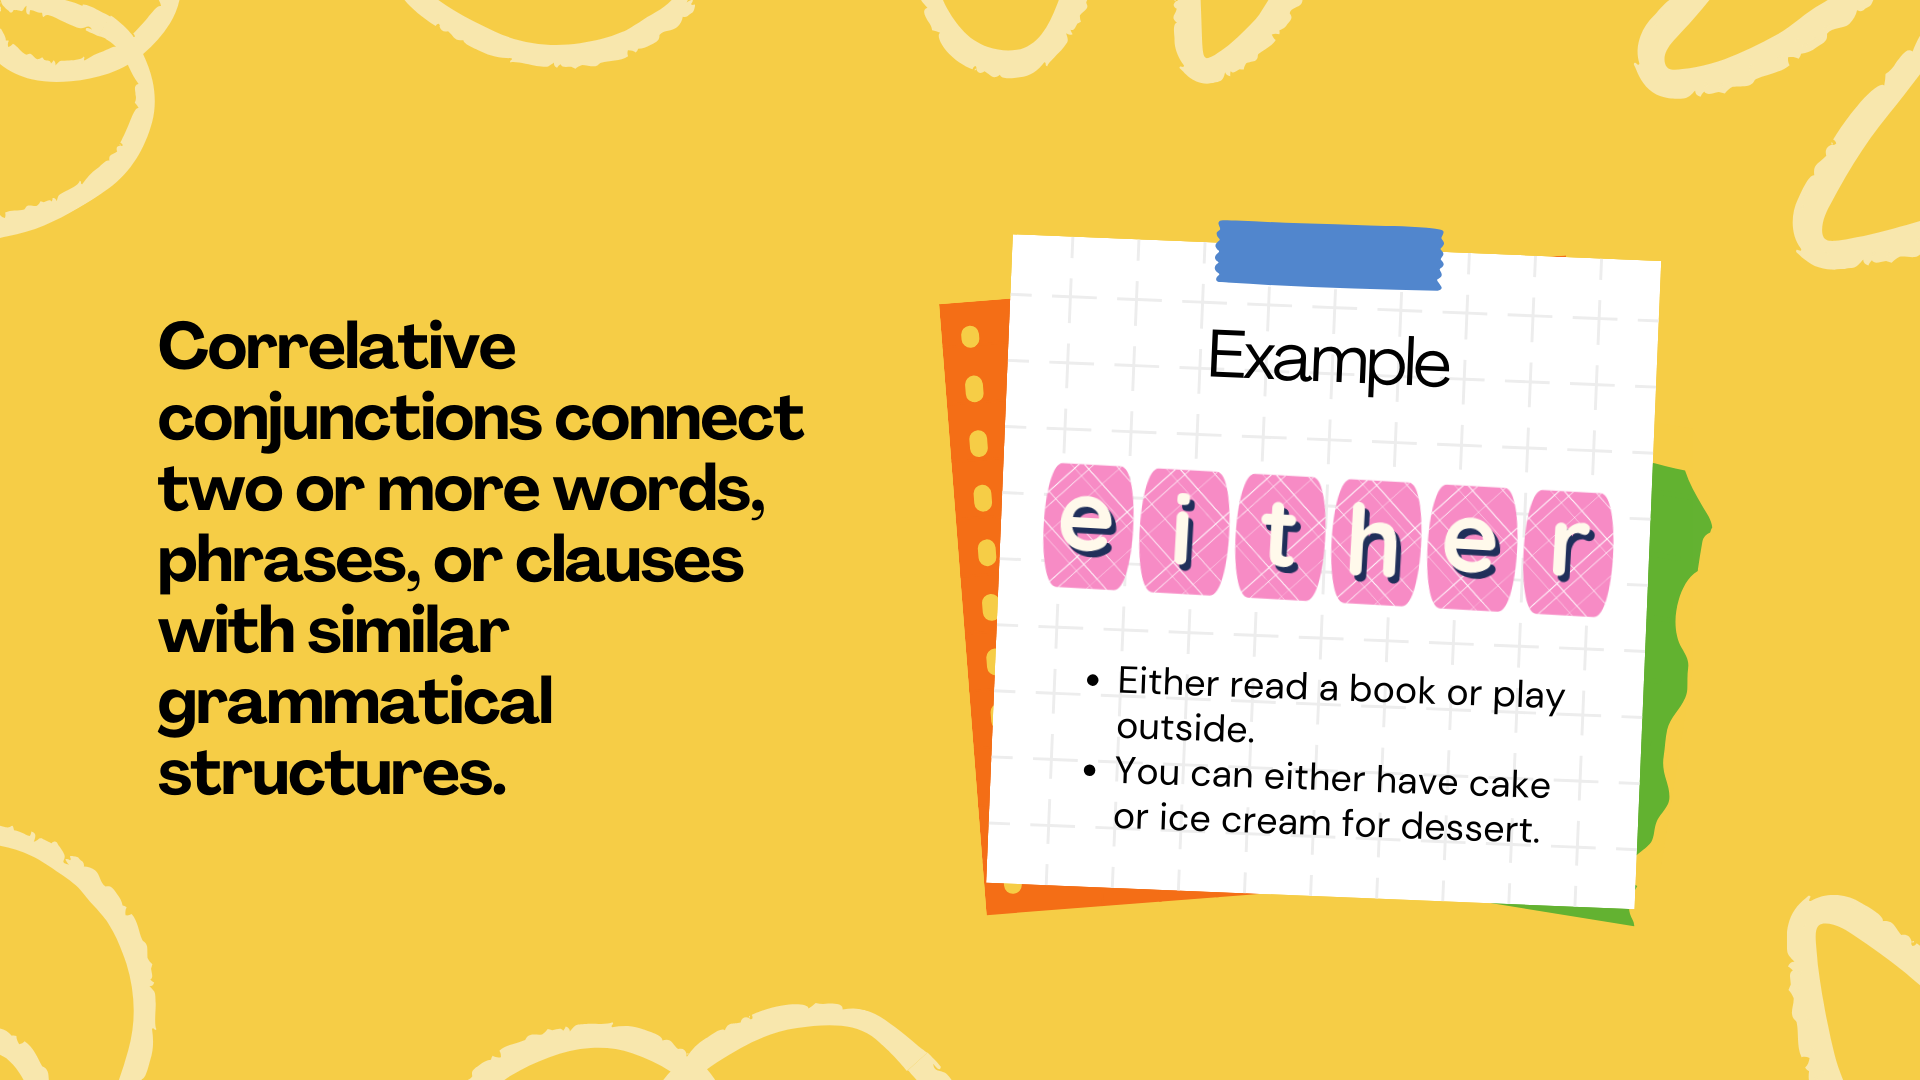 Correlative
conjunctions connect
two or more words,
phrases, or clauses
with similar
grammatical
structures.
Example
either
• Either read a book or play
outside.
• You can either have cake
or ice cream for dessert.